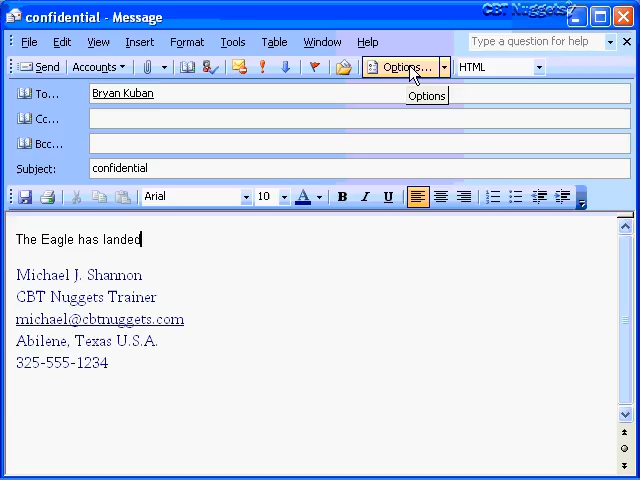 confidential - Message
CBT Nuggets
File Edit View Insert Format Tools Table Window Help Type a question for help
Send Accounts Options... HTML
Options
To... Bryan Kuban
Cc...
Bcc...
Subject: confidential
Arial 10 A B I U
The Eagle has landed
Michael J. Shannon
CBT Nuggets Trainer
michael@cbtnuggets.com
Abilene, Texas U.S.A.
325-555-1234